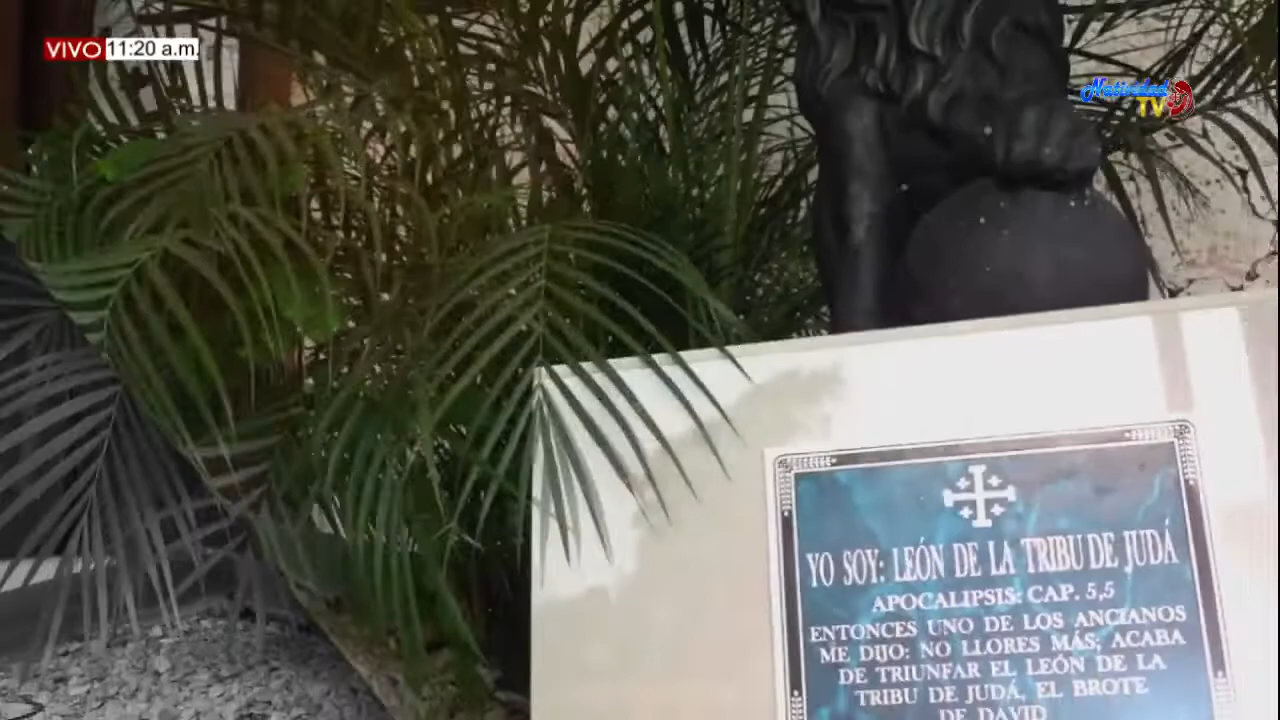 VIVO 11:20 a.m.
Natividad
TV
YO SOY: LEÓN DE LA TRIBU DE JUDÁ
APOCALIPSIS: CAP. 5,5
ENTONCES UNO DE LOS ANCIANOS
ME DIJO: NO LLORES MÁS, ACABA
DE TRIUNFAR EL LEÓN DE LA
TRIBU DE JUDÁ, EL BROTE
DE DAVID